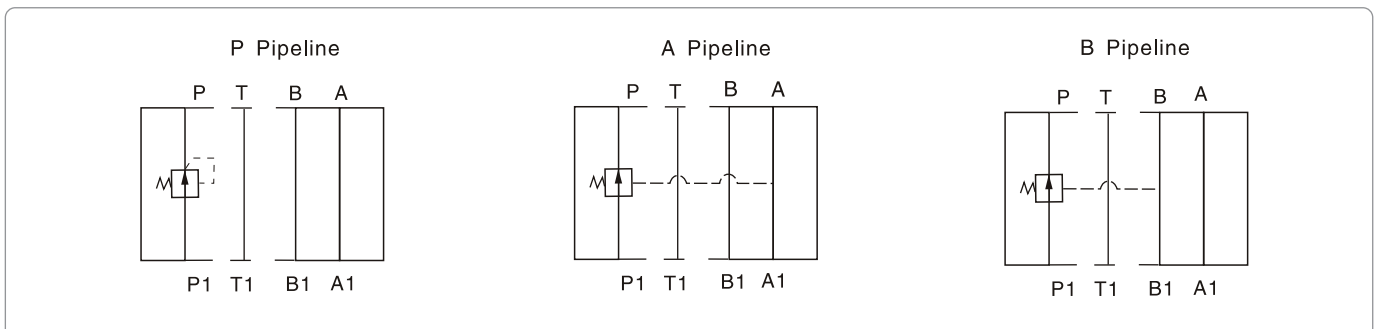 P Pipeline
P T B A
P1 T1 B1 A1
A Pipeline
P T B A
P1 T1 B1 A1
B Pipeline
P T B A
P1 T1 B1 A1